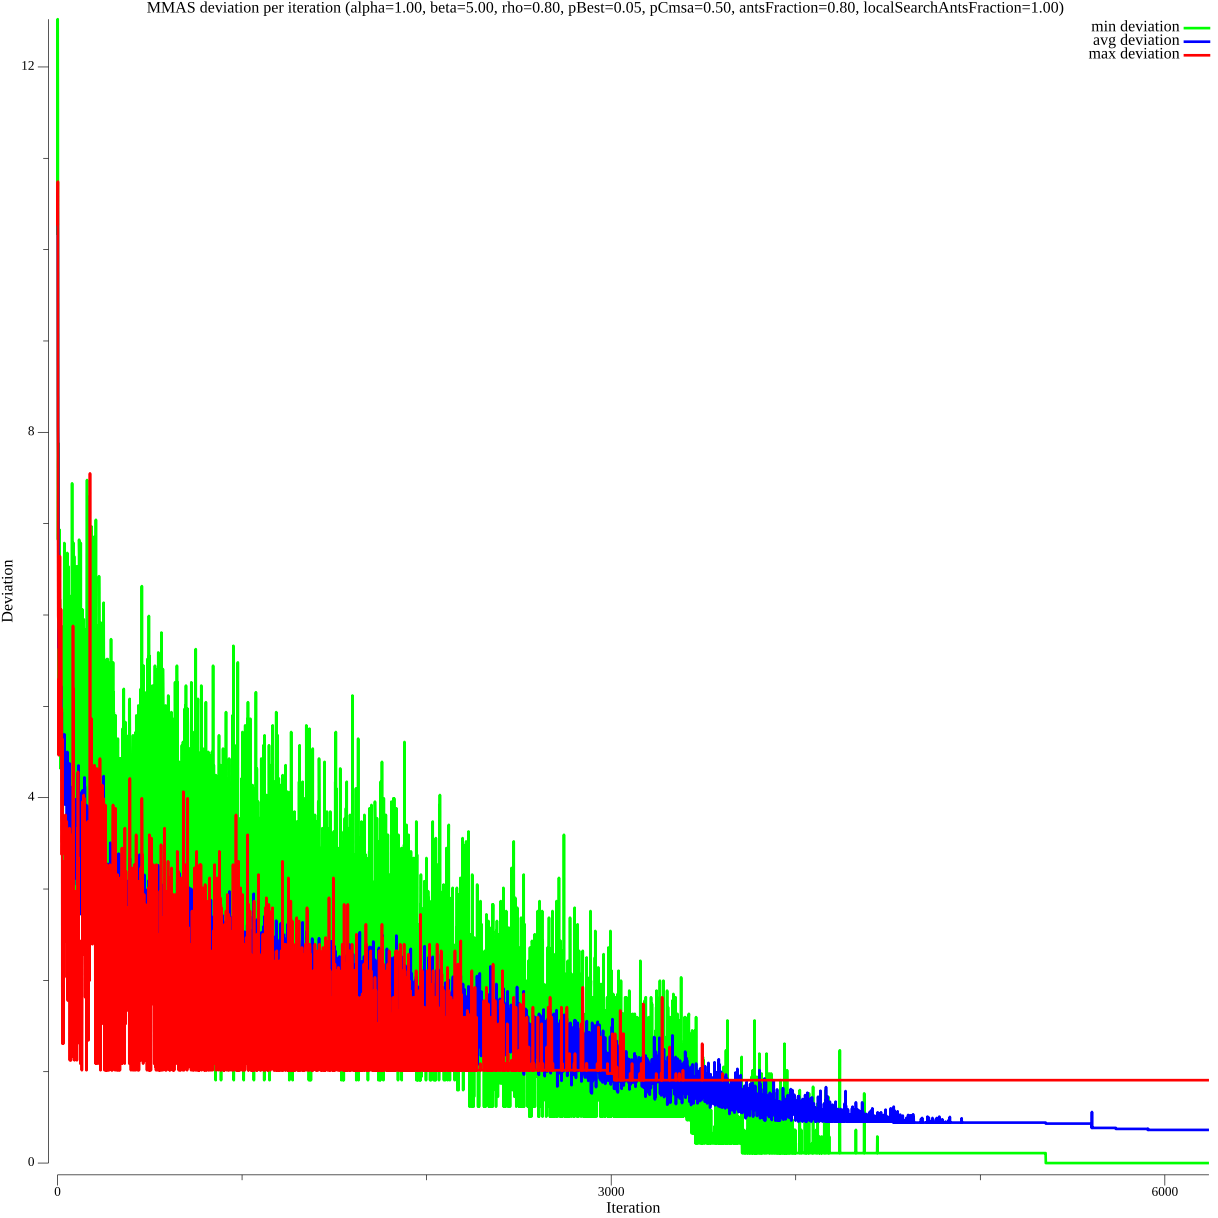 MMAS deviation per iteration (alpha=1.00, beta=5.00, rho=0.80, pBest=0.05, pCmsa=0.50, antsFraction=0.80, localSearchAntsFraction=1.00)
min deviation
avg deviation
max deviation
12
8
4
0
Deviation
0
3000
6000
Iteration